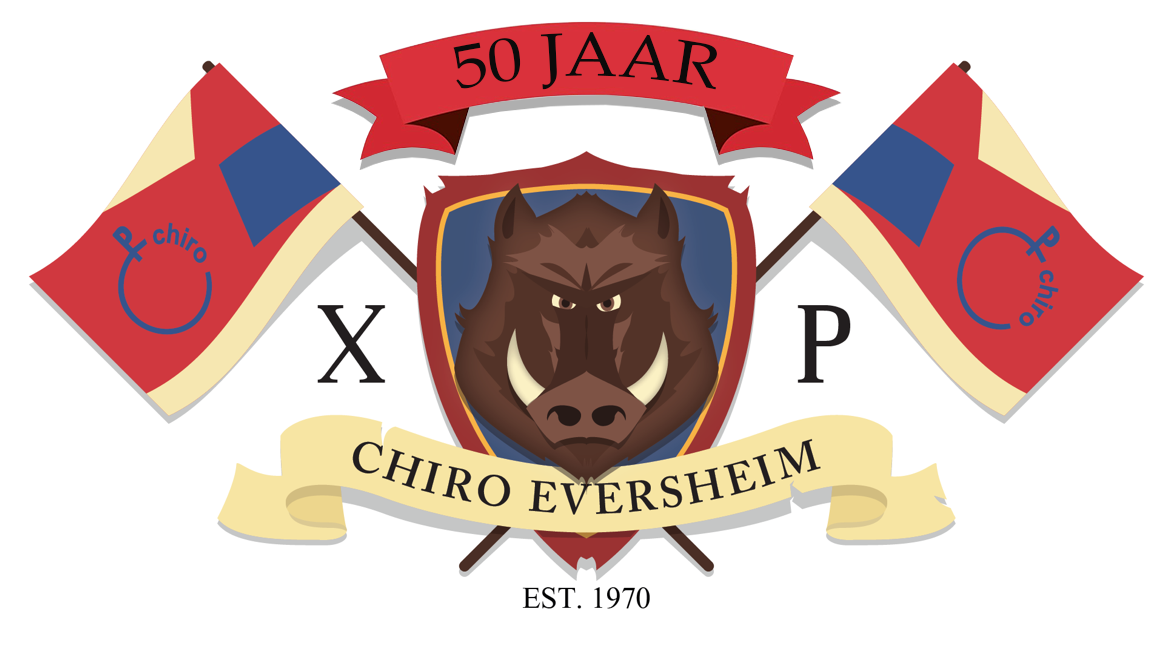 50 JAAR
chiro
chiro
X P
CHIRO EVERSHEIM
EST. 1970